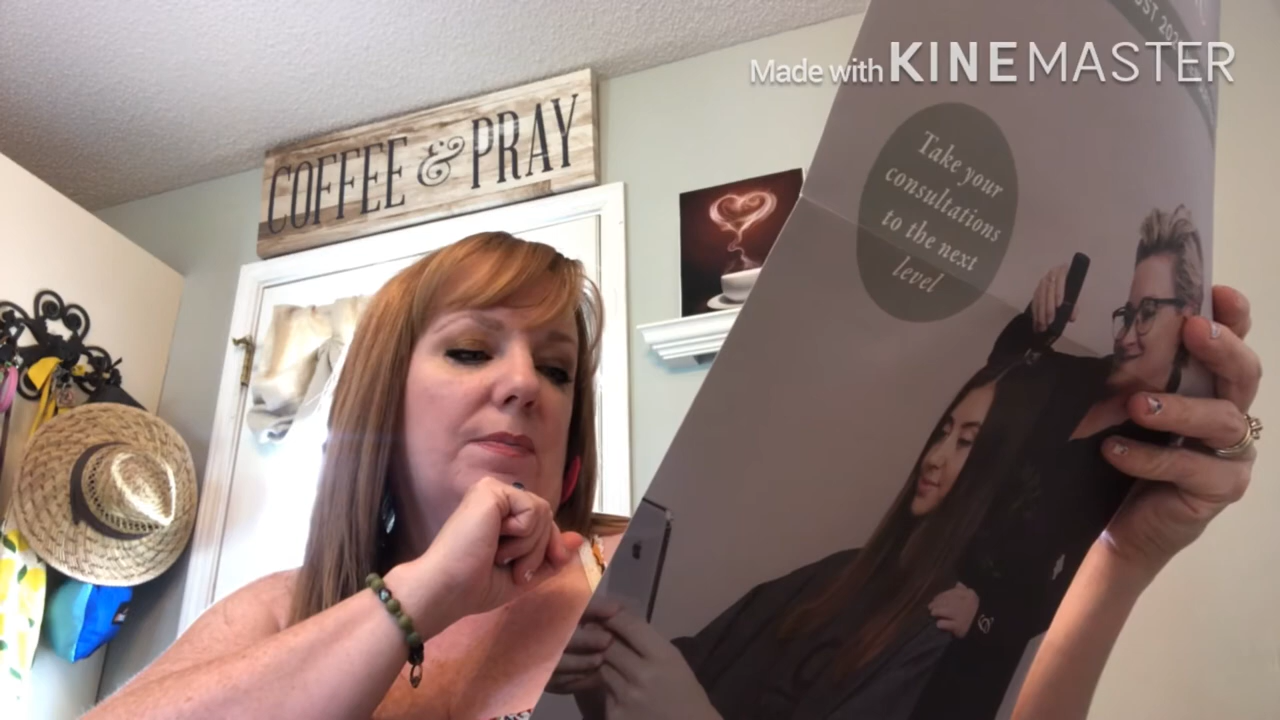 Made with KINEMASTER
COFFEE & PRAY
Take your
consultations
to the next
level